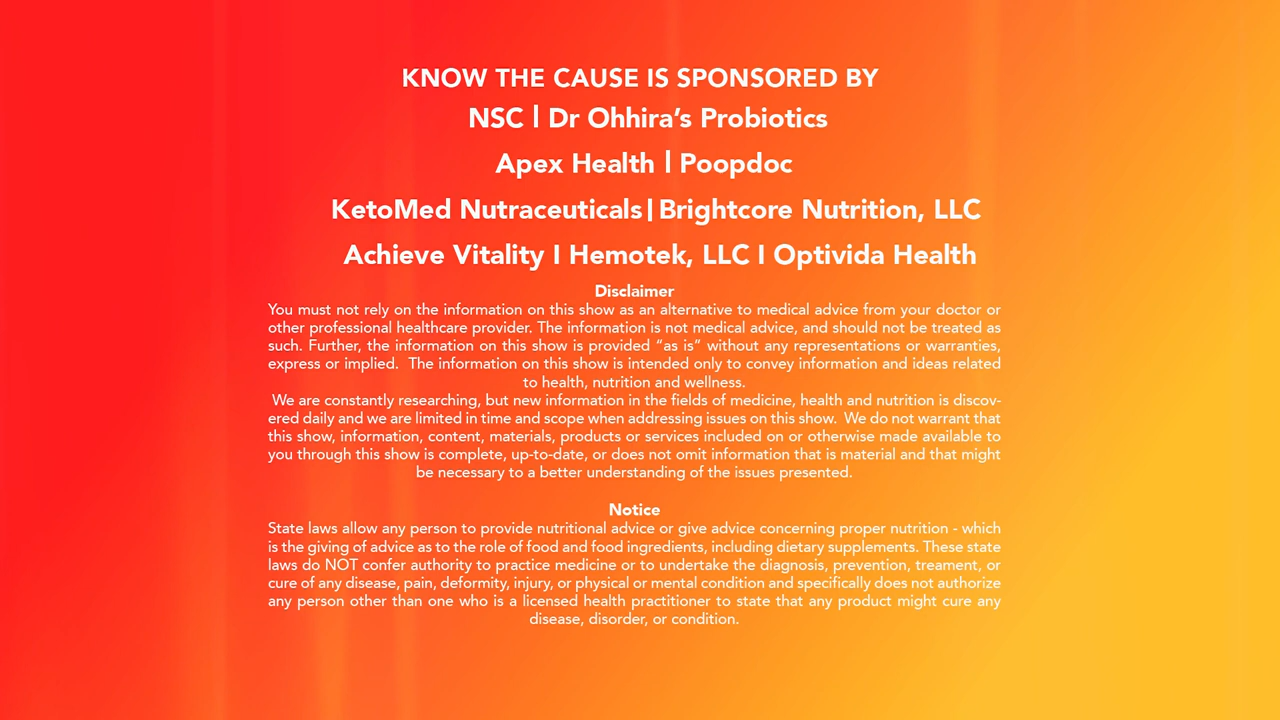 KNOW THE CAUSE IS SPONSORED BY
NSC | Dr Ohhira’s Probiotics
Apex Health | Poopdoc
KetoMed Nutraceuticals|Brightcore Nutrition, LLC
Achieve Vitality I Hemotek, LLC I Optivida Health
Disclaimer
You must not rely on the information on this show as an alternative to medical advice from your doctor or
other professional healthcare provider. The information is not medical advice, and should not be treated as
such. Further, the information on this show is provided “as is” without any representations or warranties,
express or implied.  The information on this show is intended only to convey information and ideas related
to health, nutrition and wellness.
We are constantly researching, but new information in the fields of medicine, health and nutrition is discov-
ered daily and we are limited in time and scope when addressing issues on this show.  We do not warrant that
this show, information, content, materials, products or services included on or otherwise made available to
you through this show is complete, up-to-date, or does not omit information that is material and that might
be necessary to a better understanding of the issues presented.
Notice
State laws allow any person to provide nutritional advice or give advice concerning proper nutrition - which
is the giving of advice as to the role of food and food ingredients, including dietary supplements. These state
laws do NOT confer authority to practice medicine or to undertake the diagnosis, prevention, treament, or
cure of any disease, pain, deformity, injury, or physical or mental condition and specifically does not authorize
any person other than one who is a licensed health practitioner to state that any product might cure any
disease, disorder, or condition.